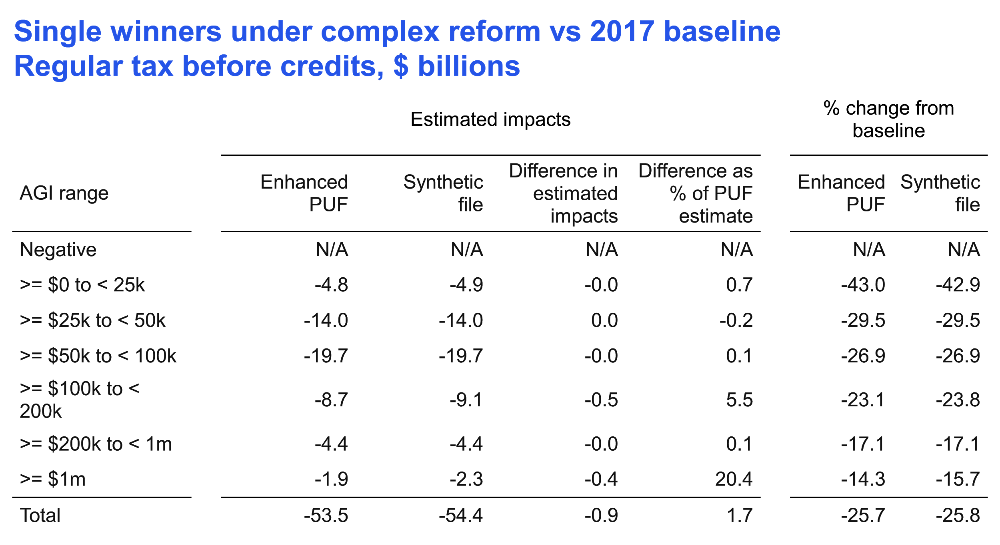 Single winners under complex reform vs 2017 baseline
Regular tax before credits, $ billions
Estimated impacts
% change from
baseline
AGI range
Enhanced
PUF
Synthetic
file
Difference in
estimated
impacts
Difference as
% of PUF
estimate
Enhanced
PUF
Synthetic
file
Negative N/A N/A N/A N/A N/A N/A
>= $0 to < 25k -4.8 -4.9 -0.0 0.7 -43.0 -42.9
>= $25k to < 50k -14.0 -14.0 0.0 -0.2 -29.5 -29.5
>= $50k to < 100k -19.7 -19.7 -0.0 0.1 -26.9 -26.9
>= $100k to <
200k -8.7 -9.1 -0.5 5.5 -23.1 -23.8
>= $200k to < 1m -4.4 -4.4 -0.0 0.1 -17.1 -17.1
>= $1m -1.9 -2.3 -0.4 20.4 -14.3 -15.7
Total -53.5 -54.4 -0.9 1.7 -25.7 -25.8